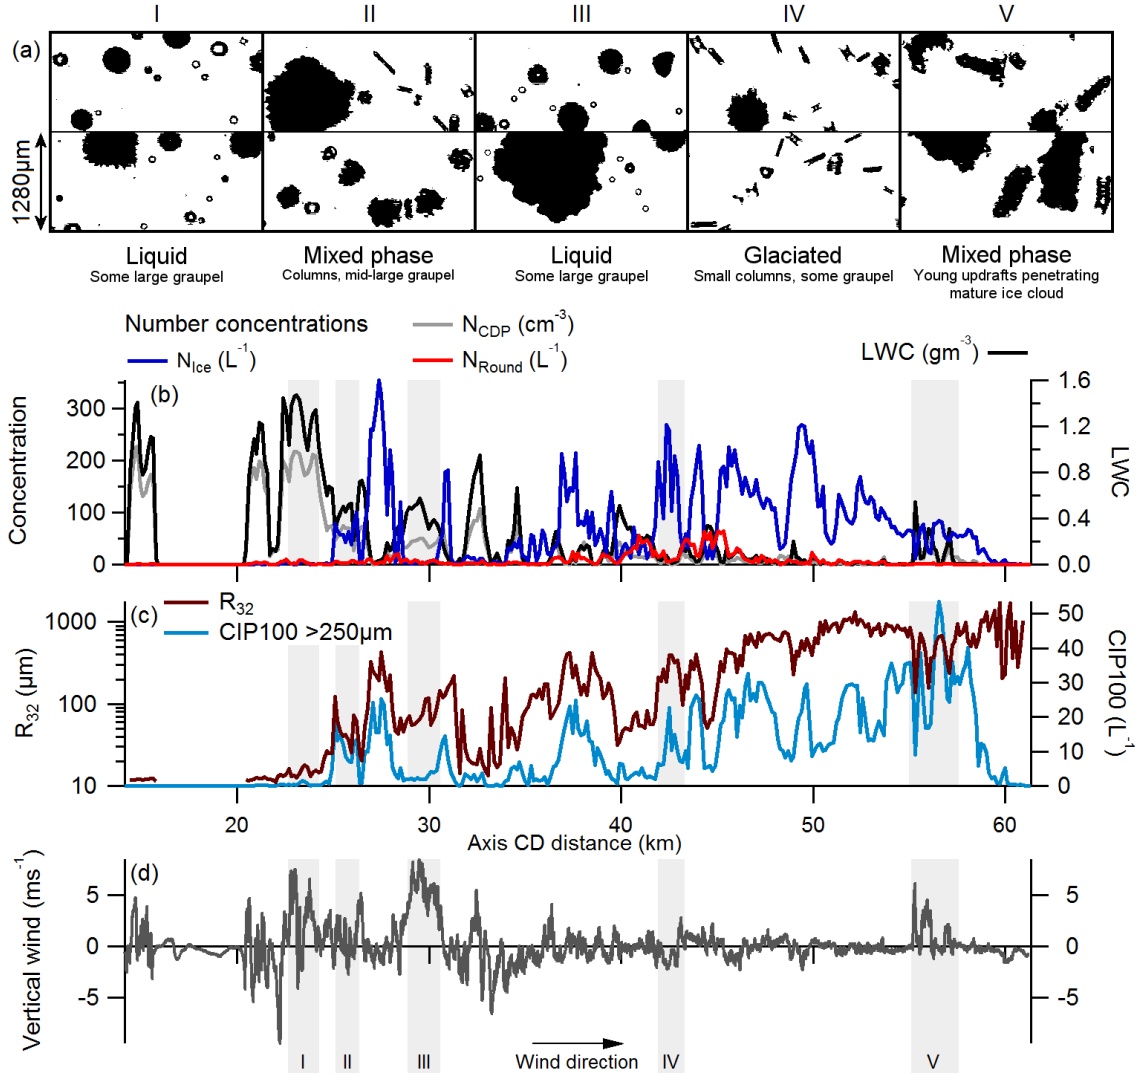 I II III IV V
(a)
1280µm
Liquid Mixed phase Liquid Glaciated Mixed phase
Some large graupel Columns, mid-large graupel Some large graupel Small columns, some graupel Young updrafts penetrating
mature ice cloud
Number concentrations
N_CDP (cm⁻³)
N_Ice (L⁻¹) N_Round (L⁻¹) LWC (gm⁻³)
(b)
Concentration
300
200
100
0
1.6
1.2
0.8
0.4
0.0
LWC
(c)
R₃₂
CIP100 >250µm
R₃₂ (µm)
1000
100
10
50
40
30
20
10
0
CIP100 (L⁻¹)
20 30 40 50 60
Axis CD distance (km)
(d)
Vertical wind (ms⁻¹)
5
0
-5
5
0
-5
Wind direction
I II III IV V